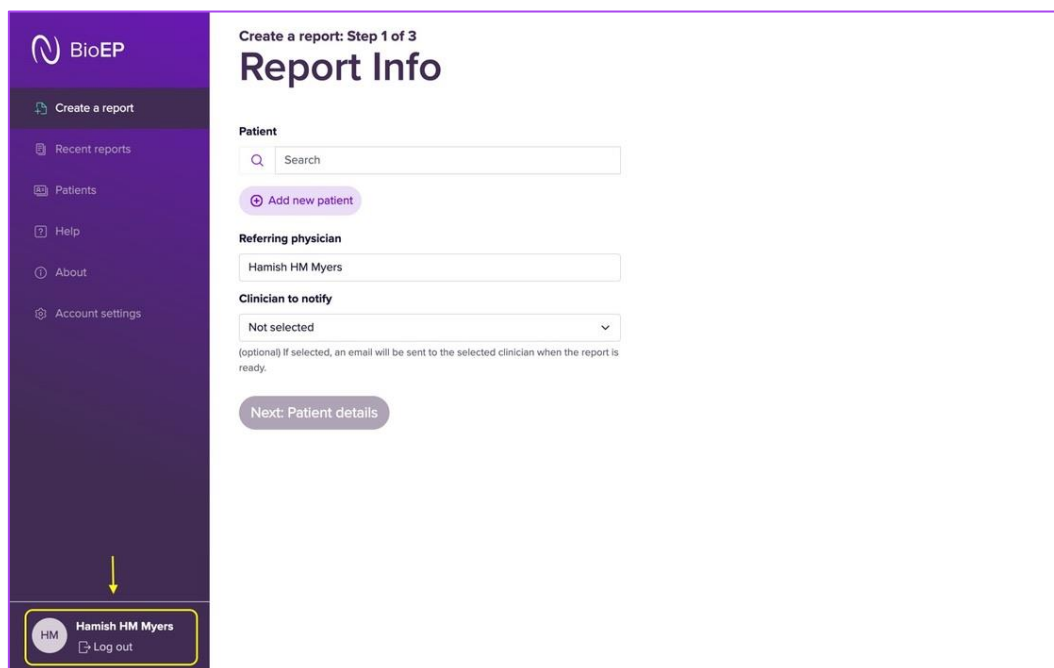 BioEP
Create a report
Recent reports
Patients
Help
About
Account settings
HM
Hamish HM Myers
Log out
Create a report: Step 1 of 3
Report Info
Patient
Search
Add new patient
Referring physician
Hamish HM Myers
Clinician to notify
Not selected
(optional) If selected, an email will be sent to the selected clinician when the report is
ready.
Next: Patient details